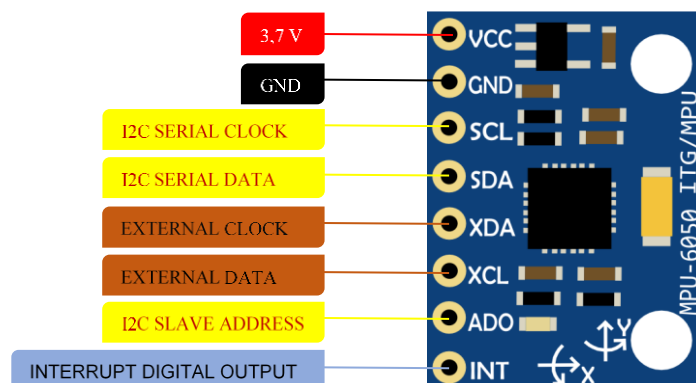 3,7 V
VCC
GND
GND
I2C SERIAL CLOCK
SCL
I2C SERIAL DATA
SDA
EXTERNAL CLOCK
XDA
EXTERNAL DATA
XCL
I2C SLAVE ADDRESS
ADO
INTERRUPT DIGITAL OUTPUT
INT
MPU-6050 ITG/MPU
Y
X